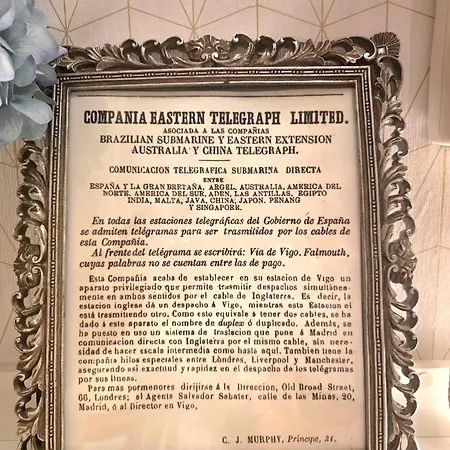 COMPAÑIA EASTERN TELEGRAPH LIMITED.
ASOCIADA A LAS COMPAÑIAS
BRAZILIAN SUBMARINE Y EASTERN EXTENSION
AUSTRALIA Y CHINA TELEGRAPH.
COMUNICACION TELEGRAFICA SUBMARINA DIRECTA
ENTRE
ESPAÑA Y LA GRAN BRETAÑA, ARGEL, AUSTRALIA, AMERICA DEL
NORTE, AMERICA DEL SUR, ADEN, LAS ANTILLAS, EGIPTO
INDIA, MALTA, JAVA, CHINA, JAPON, PENANG
Y SINGAPORE.
En todas las estaciones telegráficas del Gobierno de España
se admiten telégramas para ser trasmitidos por los cables de
esta Compañia.
Al frente del telégrama se escribirá: Via de Vigo. Falmouth,
cuyas palabras no se cuentan entre las de pago.
Esta Compañia acaba de establecer en su estacion de Vigo un
aparato privilegiado que permite trasmitir despachos simultánea-
mente en ambos sentidos por el cable de Inglaterra. Es decir, la
estacion inglesa dá un despacho á Vigo, mientras esta Estacion el
está trasmitiendo otro. Como esto equivale á tener dos cables, se ha
dado á este aparato el nombre de duplex ó duplicado. Además, se
ha puesto en uso un sistema de traslacion que pone á Madrid en
comunicacion directa con Inglaterra por el mismo cable, sin nece-
sidad de hacer escala intermedia como hasta aqui. Tambien tiene la
compañia hilos especiales entre Lóndres, Liverpool y Manchester,
asegurando asi exactitud y rapidez en el despacho de los telégramas
por sus lineas.
Para mas pormenores dirijirse á la Direccion, Old Broad Street,
66, Londres; al Agente Salvador Sabater, calle de las Minas, 20,
Madrid, ó al Director en Vigo,
C. J. MURPHY, Principe, 31.